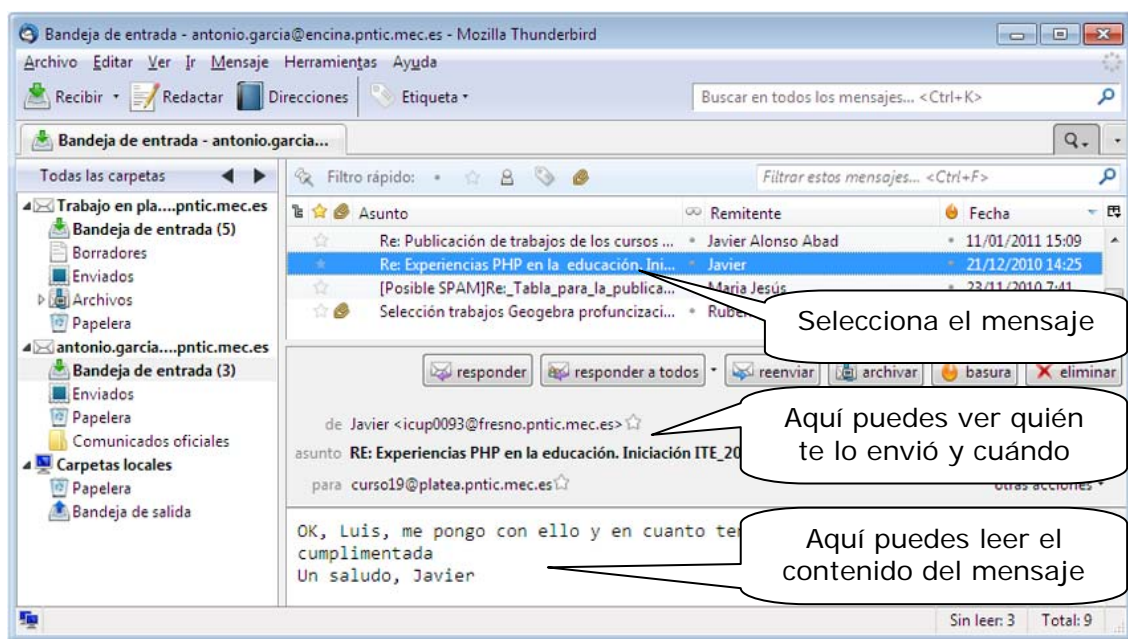 Bandeja de entrada - antonio.garcia@encina.pntic.mec.es - Mozilla Thunderbird
Archivo Editar Ver Ir Mensaje Herramientas Ayuda
Recibir Redactar Direcciones Etiqueta Buscar en todos los mensajes... <Ctrl+K>
Bandeja de entrada - antonio.garcia...
Todas las carpetas
Filtro rápido: Filtrar estos mensajes... <Ctrl+F>
Asunto Remitente Fecha
Re: Publicación de trabajos de los cursos ... Javier Alonso Abad 11/01/2011 15:09
Re: Experiencias PHP en la educación. Ini... Javier 21/12/2010 14:25
[Posible SPAM]Re:_Tabla_para_la_publica... Maria Jesús 23/11/2010 7:41
Selección trabajos Geogebra profuncizaci...
Trabajo en pla....pntic.mec.es
Bandeja de entrada (5)
Borradores
Enviados
Archivos
Papelera
antonio.garcia....pntic.mec.es
Bandeja de entrada (3)
Enviados
Papelera
Comunicados oficiales
Carpetas locales
Papelera
Bandeja de salida
Selecciona el mensaje
responder responder a todos reenviar archivar basura eliminar
de Javier <icup0093@fresno.pntic.mec.es>
asunto RE: Experiencias PHP en la educación. Iniciación ITE_20
para curso19@platea.pntic.mec.es
otras acciones
Aquí puedes ver quién
te lo envió y cuándo
OK, Luis, me pongo con ello y en cuanto
cumplimentada
Un saludo, Javier
Aquí puedes leer el
contenido del mensaje
Sin leer: 3 Total: 9